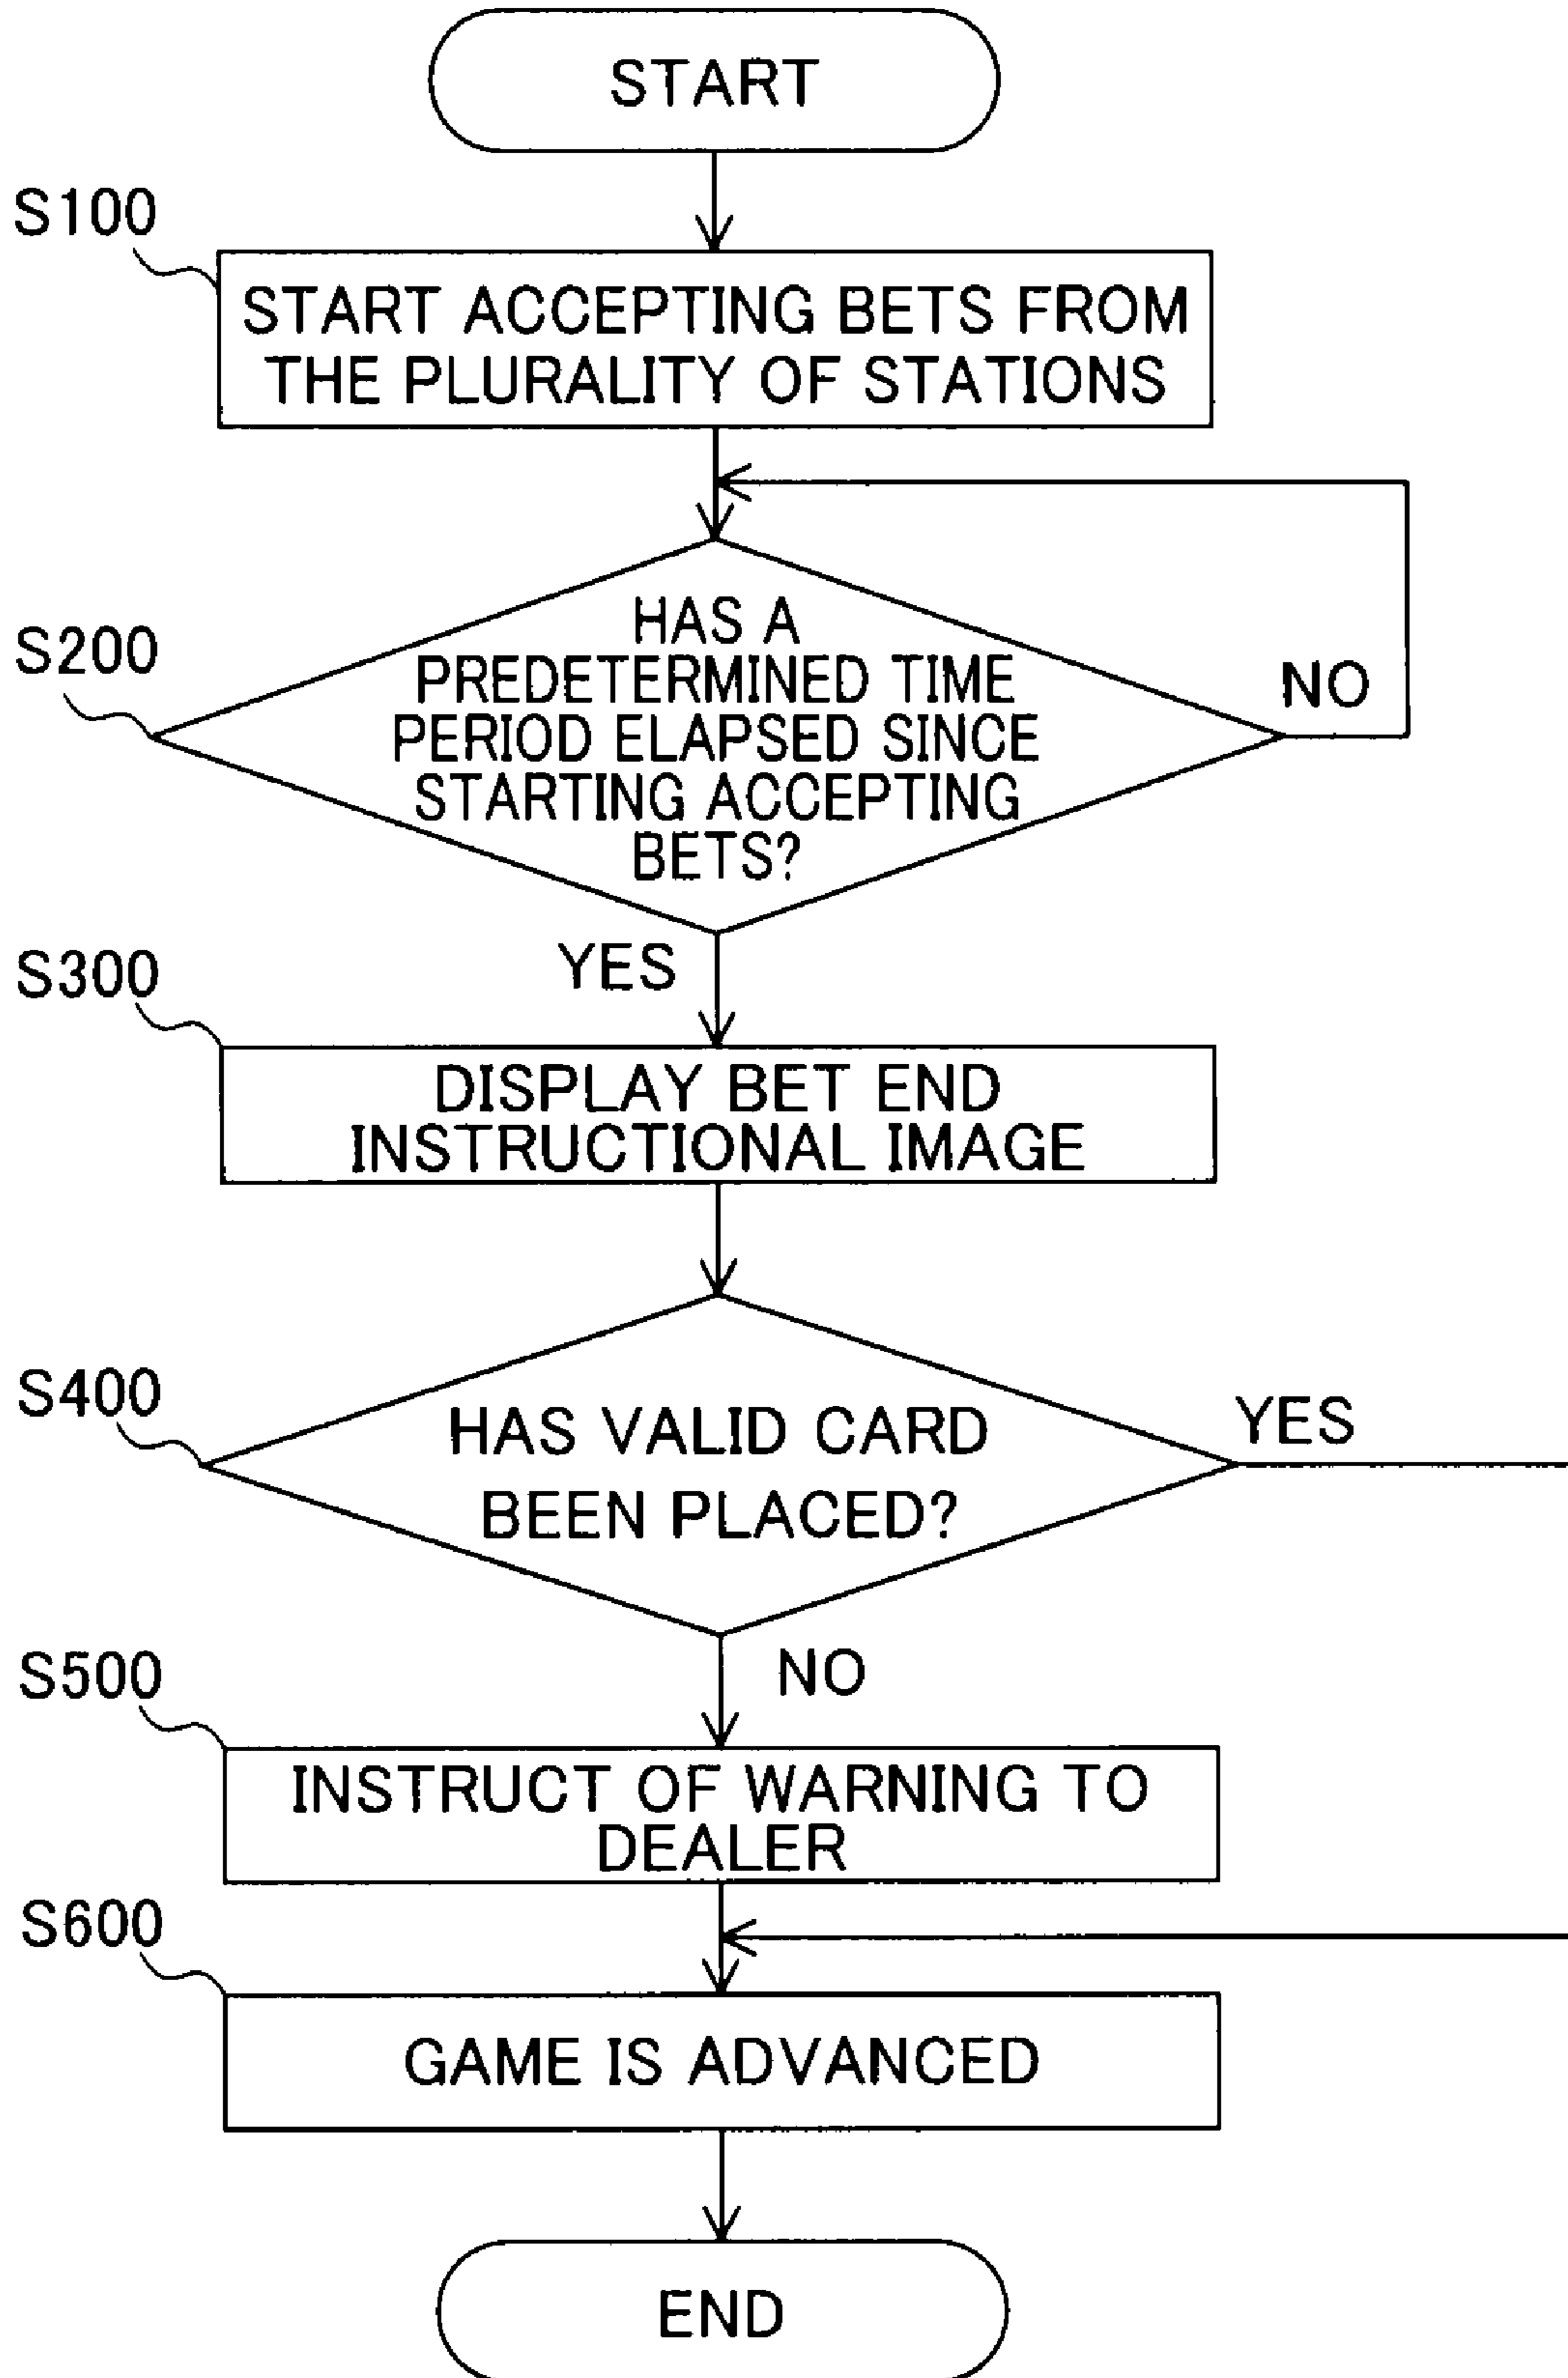 START
S100
START ACCEPTING BETS FROM
THE PLURALITY OF STATIONS
S200
HAS A
PREDETERMINED TIME
PERIOD ELAPSED SINCE
STARTING ACCEPTING
BETS?
NO
YES
S300
DISPLAY BET END
INSTRUCTIONAL IMAGE
S400
HAS VALID CARD
BEEN PLACED?
YES
NO
S500
INSTRUCT OF WARNING TO
DEALER
S600
GAME IS ADVANCED
END